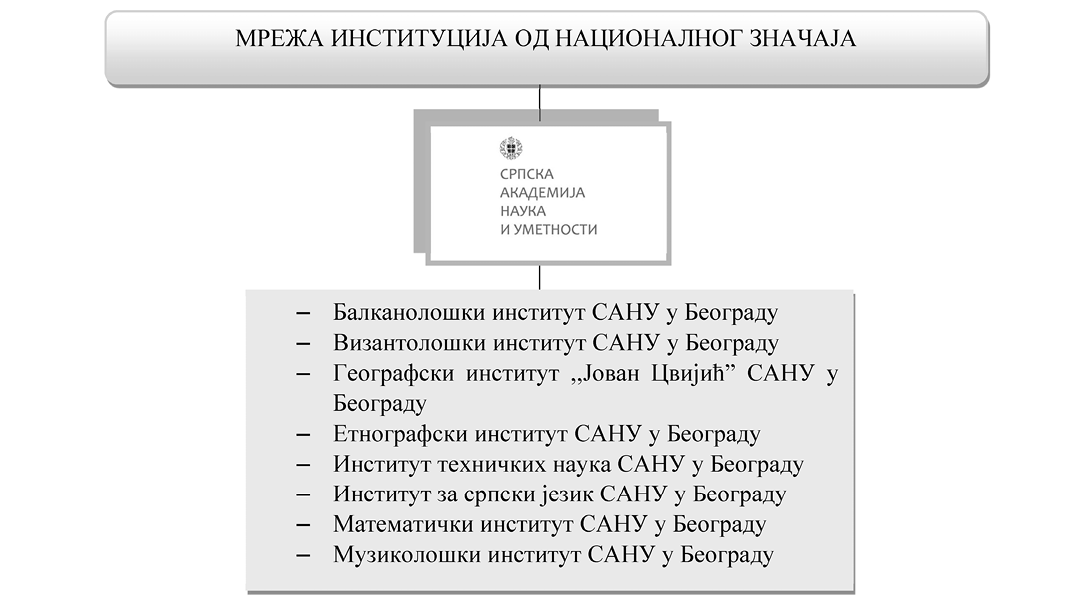 МРЕЖА ИНСТИТУЦИЈА ОД НАЦИОНАЛНОГ ЗНАЧАЈА
СРПСКА
АКАДЕМИЈА
НАУКА
И УМЕТНОСТИ
– Балканолошки институт САНУ у Београду
– Византолошки институт САНУ у Београду
– Географски институт „Јован Цвијић” САНУ у
Београду
– Етнографски институт САНУ у Београду
– Институт техничких наука САНУ у Београду
– Институт за српски језик САНУ у Београду
– Математички институт САНУ у Београду
– Музиколошки институт САНУ у Београду